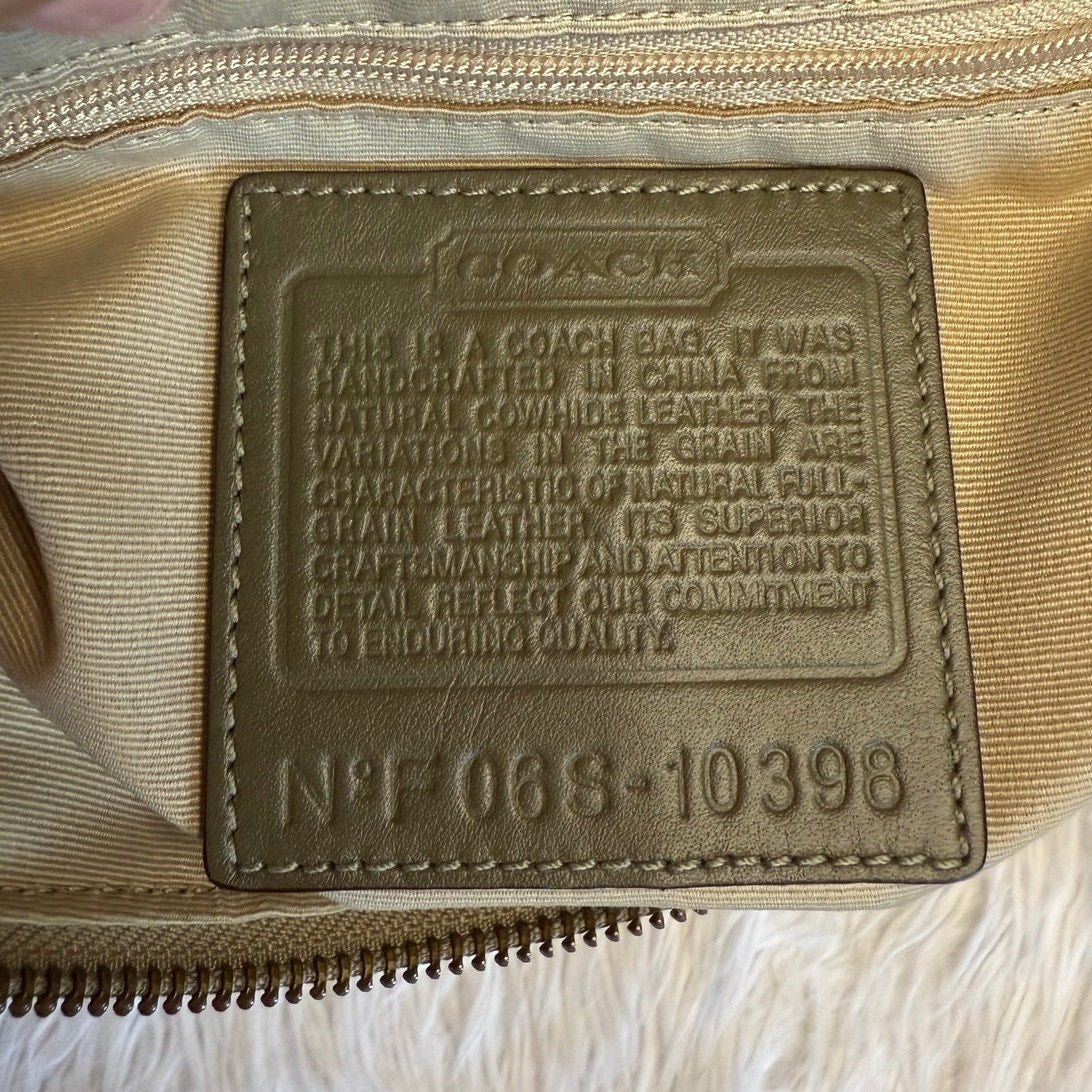 COACH
THIS IS A COACH BAG. IT WAS
HANDCRAFTED IN CHINA FROM
NATURAL COWHIDE LEATHER. THE
VARIATIONS IN THE GRAIN ARE
CHARACTERISTIC OF NATURAL FULL-
GRAIN LEATHER. ITS SUPERIOR
CRAFTSMANSHIP AND ATTENTION TO
DETAIL REFLECT OUR COMMITMENT
TO ENDURING QUALITY.
Nº F06S-10398